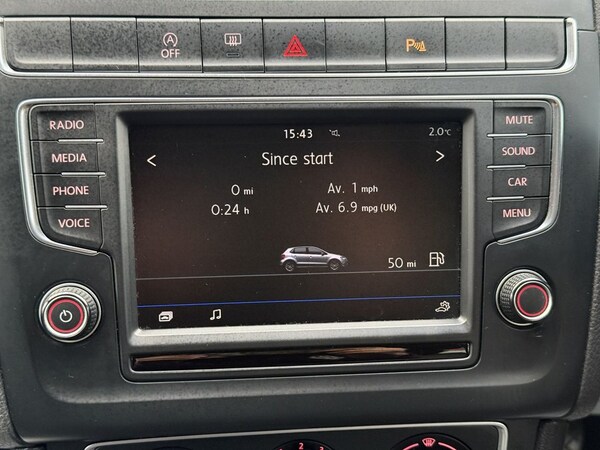 A
OFF
P
RADIO
MEDIA
PHONE
VOICE
15:43
2.0°C
Since start
0 mi
Av. 1 mph
0:24 h
Av. 6.9 mpg (UK)
50 mi
MUTE
SOUND
CAR
MENU
2